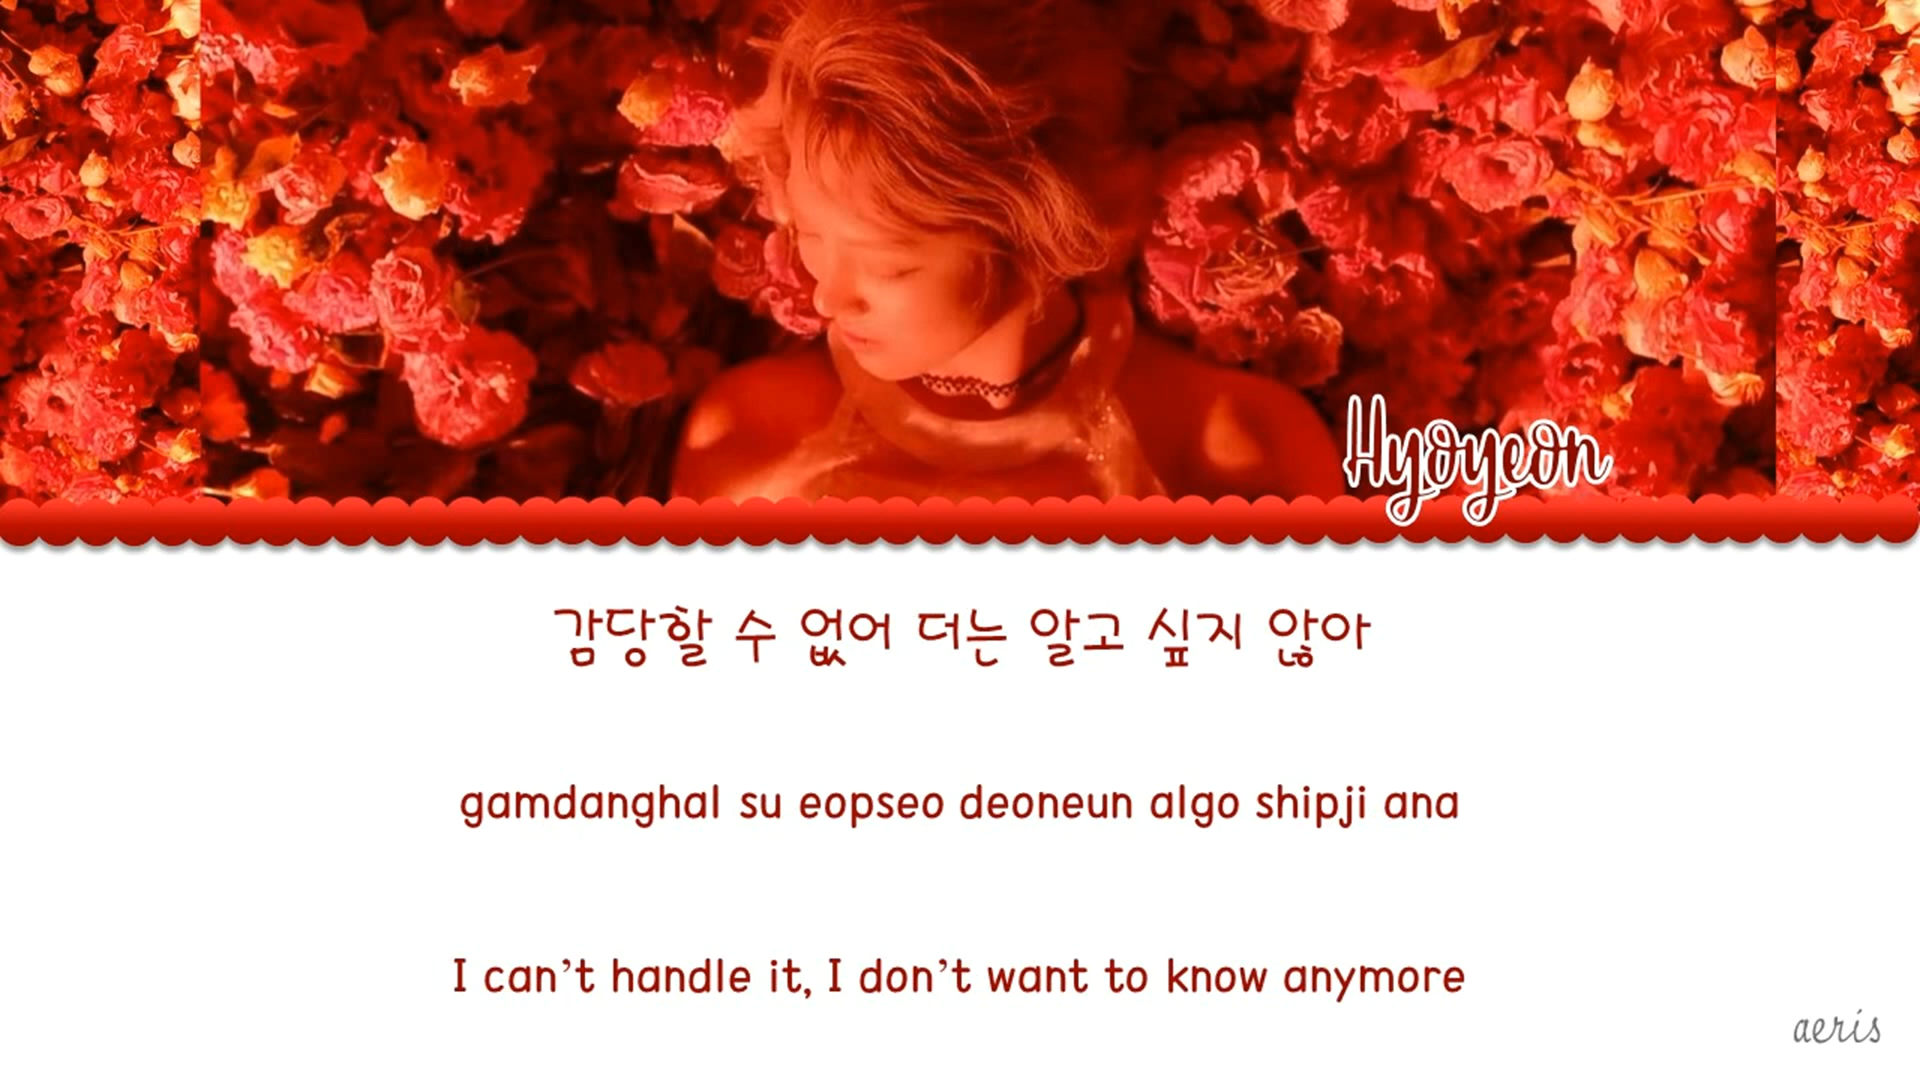 Hyoyeon
감당할 수 없어 더는 알고 싶지 않아
gamdanghal su eopseo deoneun algo shipji ana
I can’t handle it, I don’t want to know anymore
aeris